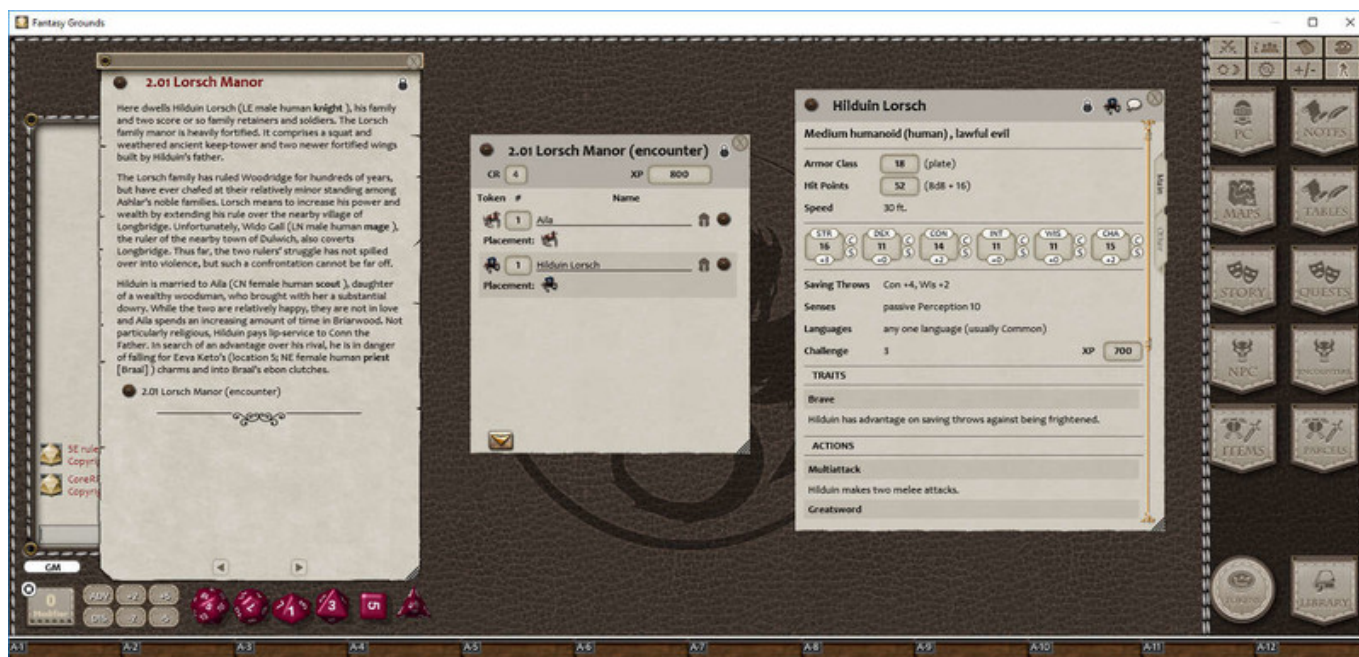 Fantasy Grounds
2.01 Lorsch Manor
Here dwells Hilduin Lorsch (LE male human knight ), his family
and two score or so family retainers and soldiers. The Lorsch
family manor is heavily fortified. It comprises a squat and
weathered ancient keep-tower and two newer fortified wings
built by Hilduin's father.
The Lorsch family has ruled Woodridge for hundreds of years,
but have ever chafed at their relatively minor standing among
Ashlar's noble families. Lorsch means to increase his power and
wealth by extending his rule over the nearby village of
Longbridge. Unfortunately, Wido Gall (LN male human mage ),
the ruler of the nearby town of Dulwich, also coverts
Longbridge. Thus far, the two rulers' struggle has not spilled
over into violence, but such a confrontation cannot be far off.
Hilduin is married to Aila (CN female human scout ), daughter
of a wealthy woodsman, who brought with her a substantial
dowry. While the two are relatively happy, they are not in love
and Aila spends an increasing amount of time in Briarwood. Not
particularly religious, Hilduin pays lip-service to Conn the
Father. In search of an advantage over his rival, he is in danger
of falling for Eeva Keto's (location 5; NE female human priest
[Braal] ) charms and into Braal's ebon clutches.
2.01 Lorsch Manor (encounter)
5E rule
Copyri
CoreR
Copyri
GM
0
Modifier
ADV +2 +5
DIS -2 -5
2.01 Lorsch Manor (encounter)
CR 4 XP 800
Token # Name
1 Aila
Placement:
1 Hilduin Lorsch
Placement:
Hilduin Lorsch
Medium humanoid (human) , lawful evil
Armor Class 18 (plate)
Hit Points 52 (8d8 + 16)
Speed 30 ft.
STR DEX CON INT WIS CHA
16 11 14 11 11 15
+3 +0 +2 +0 +0 +2
C S C S C S C S C S C S
Saving Throws Con +4, Wis +2
Senses passive Perception 10
Languages any one language (usually Common)
Challenge 3 XP 700
TRAITS
Brave
Hilduin has advantage on saving throws against being frightened.
ACTIONS
Multiattack
Hilduin makes two melee attacks.
Greatsword
Main
Other
+/-
PC NOTES
MAPS TABLES
STORY QUESTS
NPC ENCOUNTERS
ITEMS PARCELS
TOKENS LIBRARY
A-1 A-2 A-3 A-4 A-5 A-6 A-7 A-8 A-9 A-10 A-11 A-12